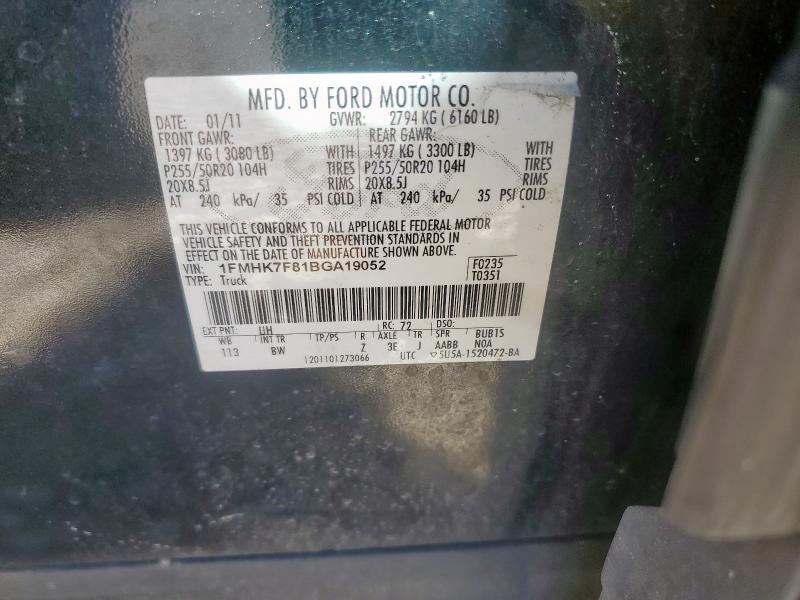 MFD. BY FORD MOTOR CO.
DATE: 01/11 GVWR: 2794 KG ( 6160 LB)
FRONT GAWR: REAR GAWR:
1397 KG ( 3080 LB) WITH 1497 KG ( 3300 LB) WITH
P255/50R20 104H TIRES P255/50R20 104H TIRES
20X8.5J RIMS 20X8.5J RIMS
AT 240 kPa/ 35 PSI COLD AT 240 kPa/ 35 PSI COLD
THIS VEHICLE CONFORMS TO ALL APPLICABLE FEDERAL MOTOR
VEHICLE SAFETY AND THEFT PREVENTION STANDARDS IN
EFFECT ON THE DATE OF MANUFACTURE SHOWN ABOVE.
VIN: 1FMHK7F81BGA19052 F0235
TYPE: Truck T0351
EXT PNT: UH RC: 72 DSO:
WB INT TR TP/PS R AXLE TR SPR BUB1S
113 BW Z 3E J AABB NOA
1201101273066 UTC ▽5U5A-1520472-BA